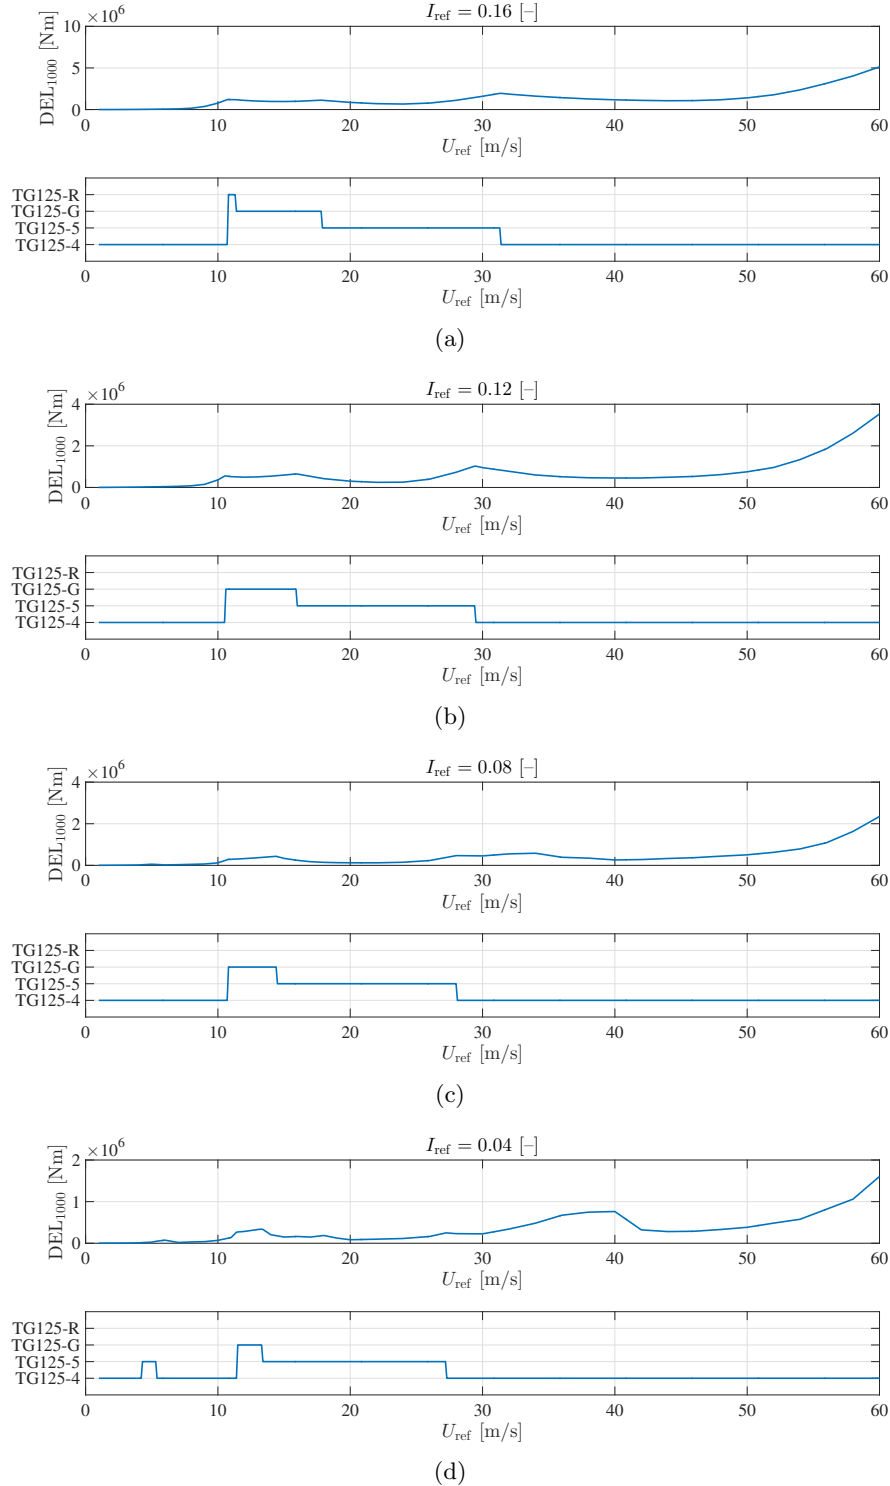 I_ref = 0.16 [–]
×10^6
DEL_1000 [Nm]
10
5
0
0 10 20 30 40 50 60
U_ref [m/s]
TG125-R
TG125-G
TG125-5
TG125-4
0 10 20 30 40 50 60
U_ref [m/s]
(a)
I_ref = 0.12 [–]
×10^6
DEL_1000 [Nm]
4
2
0
0 10 20 30 40 50 60
U_ref [m/s]
TG125-R
TG125-G
TG125-5
TG125-4
0 10 20 30 40 50 60
U_ref [m/s]
(b)
I_ref = 0.08 [–]
×10^6
DEL_1000 [Nm]
4
2
0
0 10 20 30 40 50 60
U_ref [m/s]
TG125-R
TG125-G
TG125-5
TG125-4
0 10 20 30 40 50 60
U_ref [m/s]
(c)
I_ref = 0.04 [–]
×10^6
DEL_1000 [Nm]
2
1
0
0 10 20 30 40 50 60
U_ref [m/s]
TG125-R
TG125-G
TG125-5
TG125-4
0 10 20 30 40 50 60
U_ref [m/s]
(d)